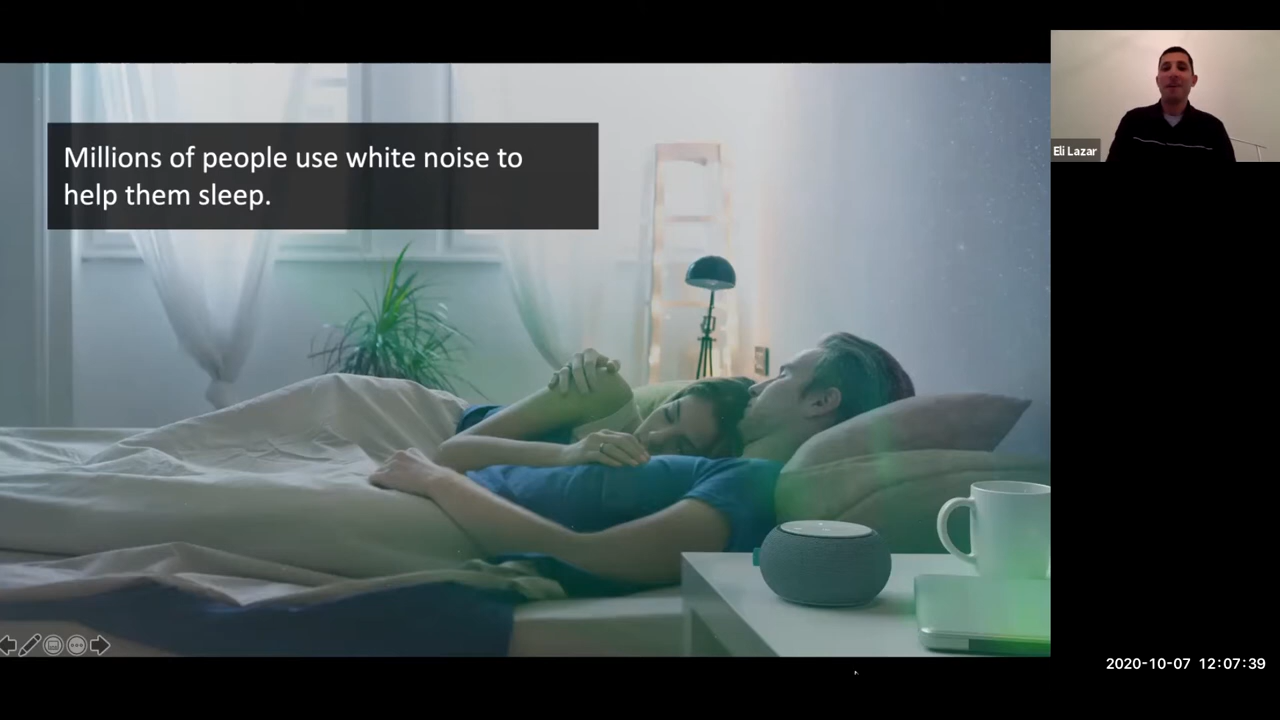 Millions of people use white noise to
help them sleep.
Eli Lazar
2020-10-07 12:07:39